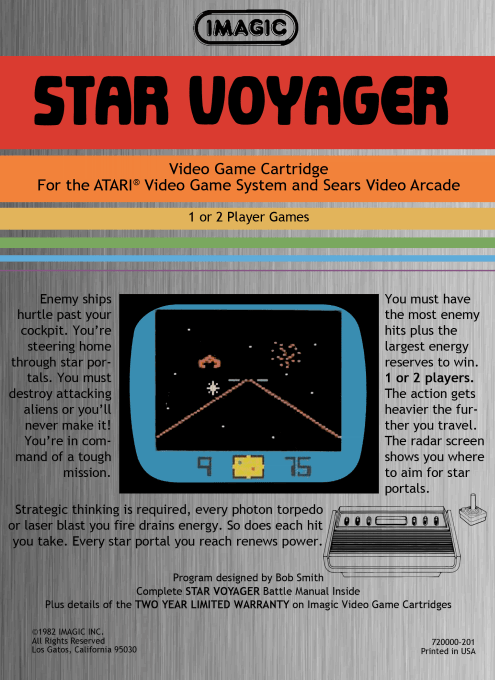 IMAGIC
STAR VOYAGER
Video Game Cartridge
For the ATARI® Video Game System and Sears Video Arcade
1 or 2 Player Games
Enemy ships
hurtle past your
cockpit. You're
steering home
through star por-
tals. You must
destroy attacking
aliens or you'll
never make it!
You're in com-
mand of a tough
mission.
9 75
You must have
the most enemy
hits plus the
largest energy
reserves to win.
1 or 2 players.
The action gets
heavier the fur-
ther you travel.
The radar screen
shows you where
to aim for star
portals.
Strategic thinking is required, every photon torpedo
or laser blast you fire drains energy. So does each hit
you take. Every star portal you reach renews power.
Program designed by Bob Smith
Complete STAR VOYAGER Battle Manual Inside
Plus details of the TWO YEAR LIMITED WARRANTY on Imagic Video Game Cartridges
©1982 IMAGIC INC.
All Rights Reserved
Los Gatos, California 95030
720000-201
Printed in USA